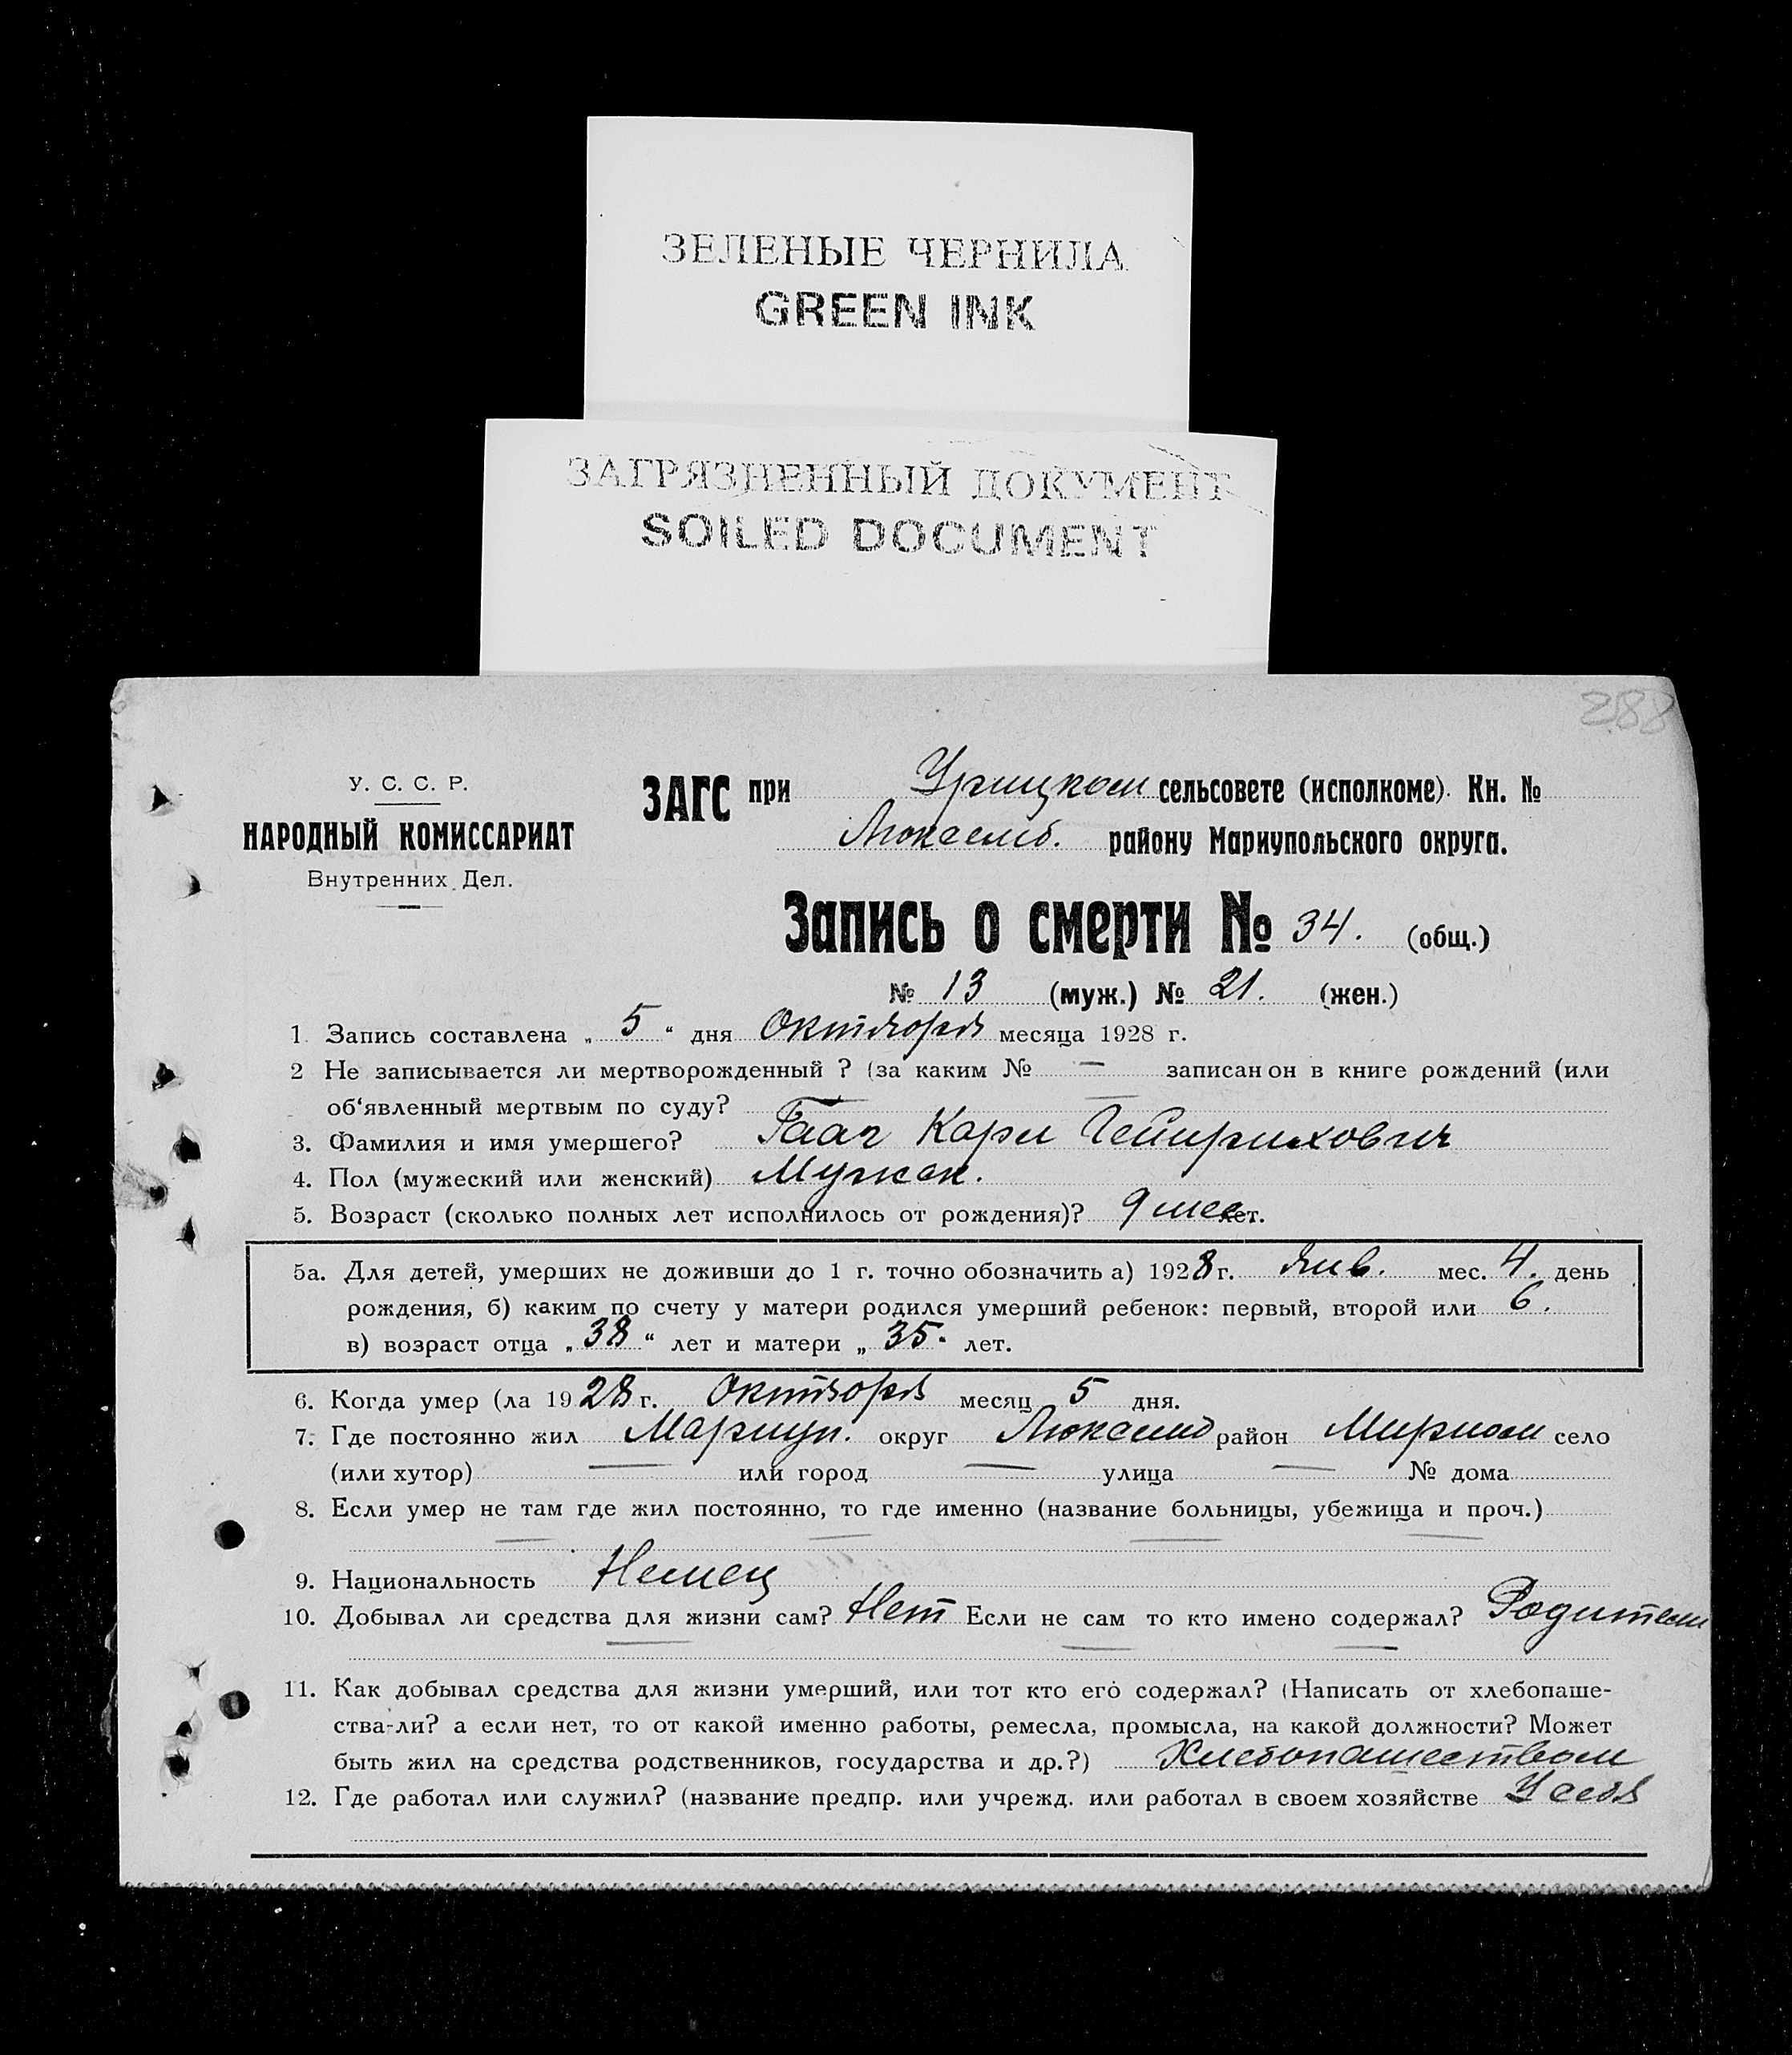 ЗЕЛЕНЫЕ ЧЕРНИЛА
GREEN INK
ЗАГРЯЗНЕННЫЙ ДОКУМЕНТ
SOILED DOCUMENT
288
У. С. С. Р.
НАРОДНЫЙ КОМИССАРИАТ
Внутренних Дел.
ЗАГС при Урицком сельсовете (исполкоме). Кн. №
Люксемб. району Мариупольского округа.
Запись о смерти № 34. (общ.)
№ 13 (муж.) № 21. (жен.)
1. Запись составлена „ 5 “ дня Октября месяца 1928 г.
2 Не записывается ли мертворожденный ? (за каким № — записан он в книге рождений (или
об‘явленный мертвым по суду? —
3. Фамилия и имя умершего? Гааг Карл Гейнрихович
4. Пол (мужеский или женский) Мужск.
5. Возраст (сколько полных лет исполнилось от рождения)? 9 мес. лет.
5а. Для детей, умерших не доживши до 1 г. точно обозначить а) 1928 г. Янв. мес. 4. день
рождения, б) каким по счету у матери родился умерший ребенок: первый, второй или 6.
в) возраст отца „ 38 “ лет и матери „ 35 “ лет.
6. Когда умер (ла 1928 г. Октября месяц 5 дня.
7. Где постоянно жил Мариуп. округ Люксемб район Мирном село
(или хутор) — или город — улица — № дома
8. Если умер не там где жил постоянно, то где именно (название больницы, убежища и проч.)
— — — —
9. Национальность Немец
10. Добывал ли средства для жизни сам? Нет Если не сам то кто имено содержал? Родители
— — —
11. Как добывал средства для жизни умерший, или тот кто его содержал? (Написать от хлебопаше-
ства-ли? а если нет, то от какой именно работы, ремесла, промысла, на какой должности? Может
быть жил на средства родственников, государства и др.?) Хлебопашеством
12. Где работал или служил? (название предпр. или учрежд. или работал в своем хозяйстве У себя